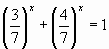 (3/7)^x + (4/7)^x = 1